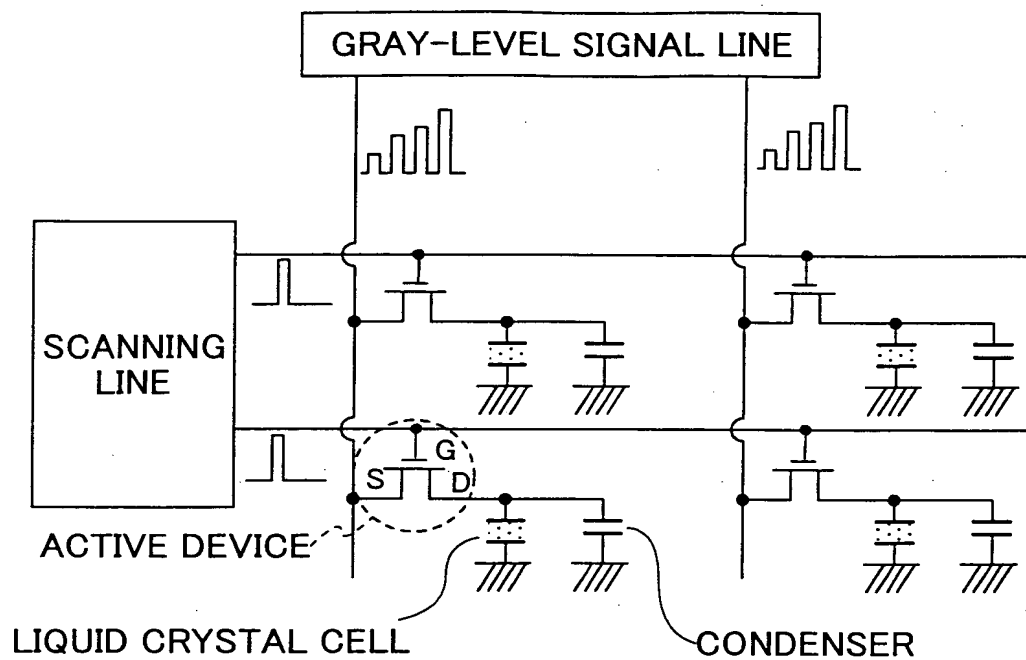 GRAY-LEVEL SIGNAL LINE
SCANNING
LINE
G
S
D
ACTIVE DEVICE
LIQUID CRYSTAL CELL
CONDENSER